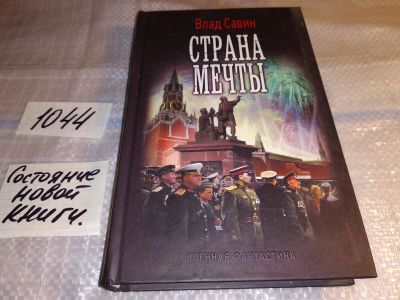 Влад Савин
СТРАНА
МЕЧТЫ
ВОЕННАЯ ФАНТАСТИКА
1044
Состояние
новой
книги.